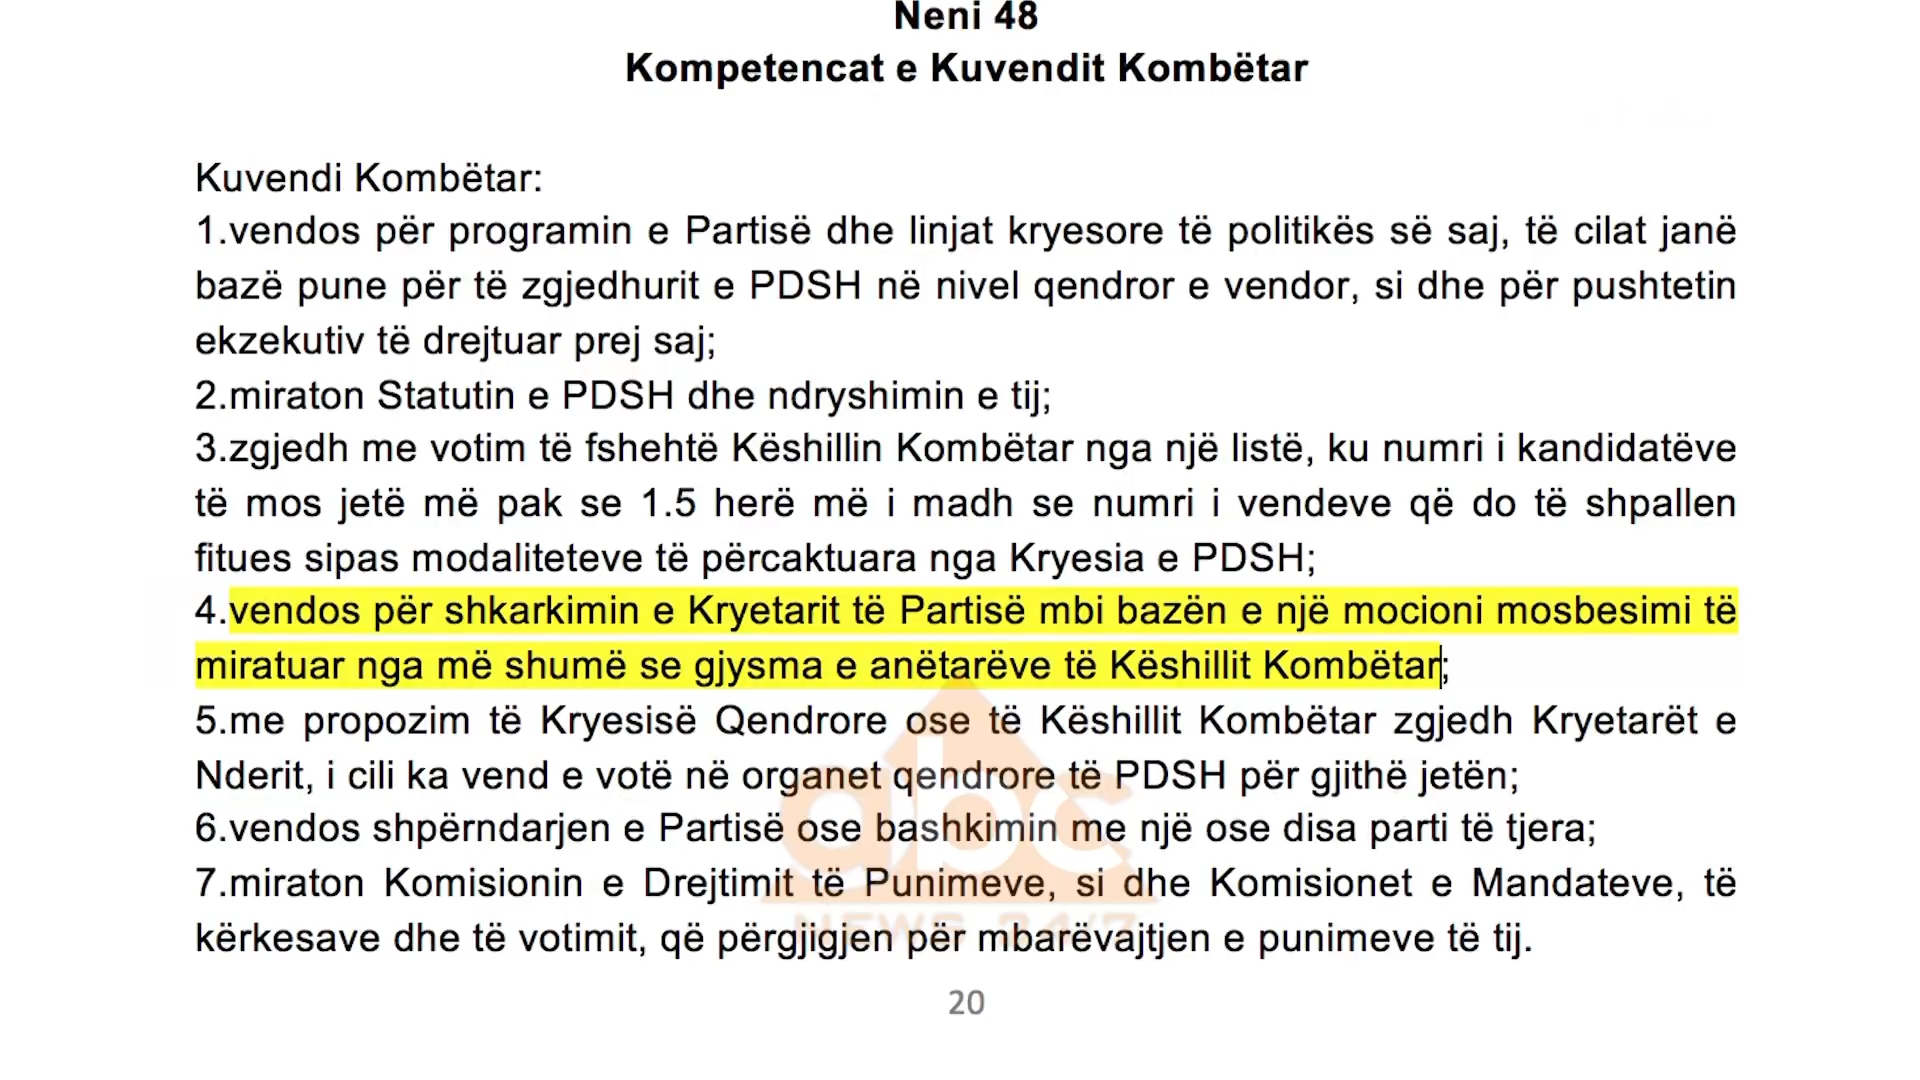 Neni 48
Kompetencat e Kuvendit Kombëtar
Kuvendi Kombëtar:
1.vendos për programin e Partisë dhe linjat kryesore të politikës së saj, të cilat janë
bazë pune për të zgjedhurit e PDSH në nivel qendror e vendor, si dhe për pushtetin
ekzekutiv të drejtuar prej saj;
2.miraton Statutin e PDSH dhe ndryshimin e tij;
3.zgjedh me votim të fshehtë Këshillin Kombëtar nga një listë, ku numri i kandidatëve
të mos jetë më pak se 1.5 herë më i madh se numri i vendeve që do të shpallen
fitues sipas modaliteteve të përcaktuara nga Kryesia e PDSH;
4.vendos për shkarkimin e Kryetarit të Partisë mbi bazën e një mocioni mosbesimi të
miratuar nga më shumë se gjysma e anëtarëve të Këshillit Kombëtar;
5.me propozim të Kryesisë Qendrore ose të Këshillit Kombëtar zgjedh Kryetarët e
Nderit, i cili ka vend e votë në organet qendrore të PDSH për gjithë jetën;
6.vendos shpërndarjen e Partisë ose bashkimin me një ose disa parti të tjera;
7.miraton Komisionin e Drejtimit të Punimeve, si dhe Komisionet e Mandateve, të
kërkesave dhe të votimit, që përgjigjen për mbarëvajtjen e punimeve të tij.
abc
NEWS 24/7
20